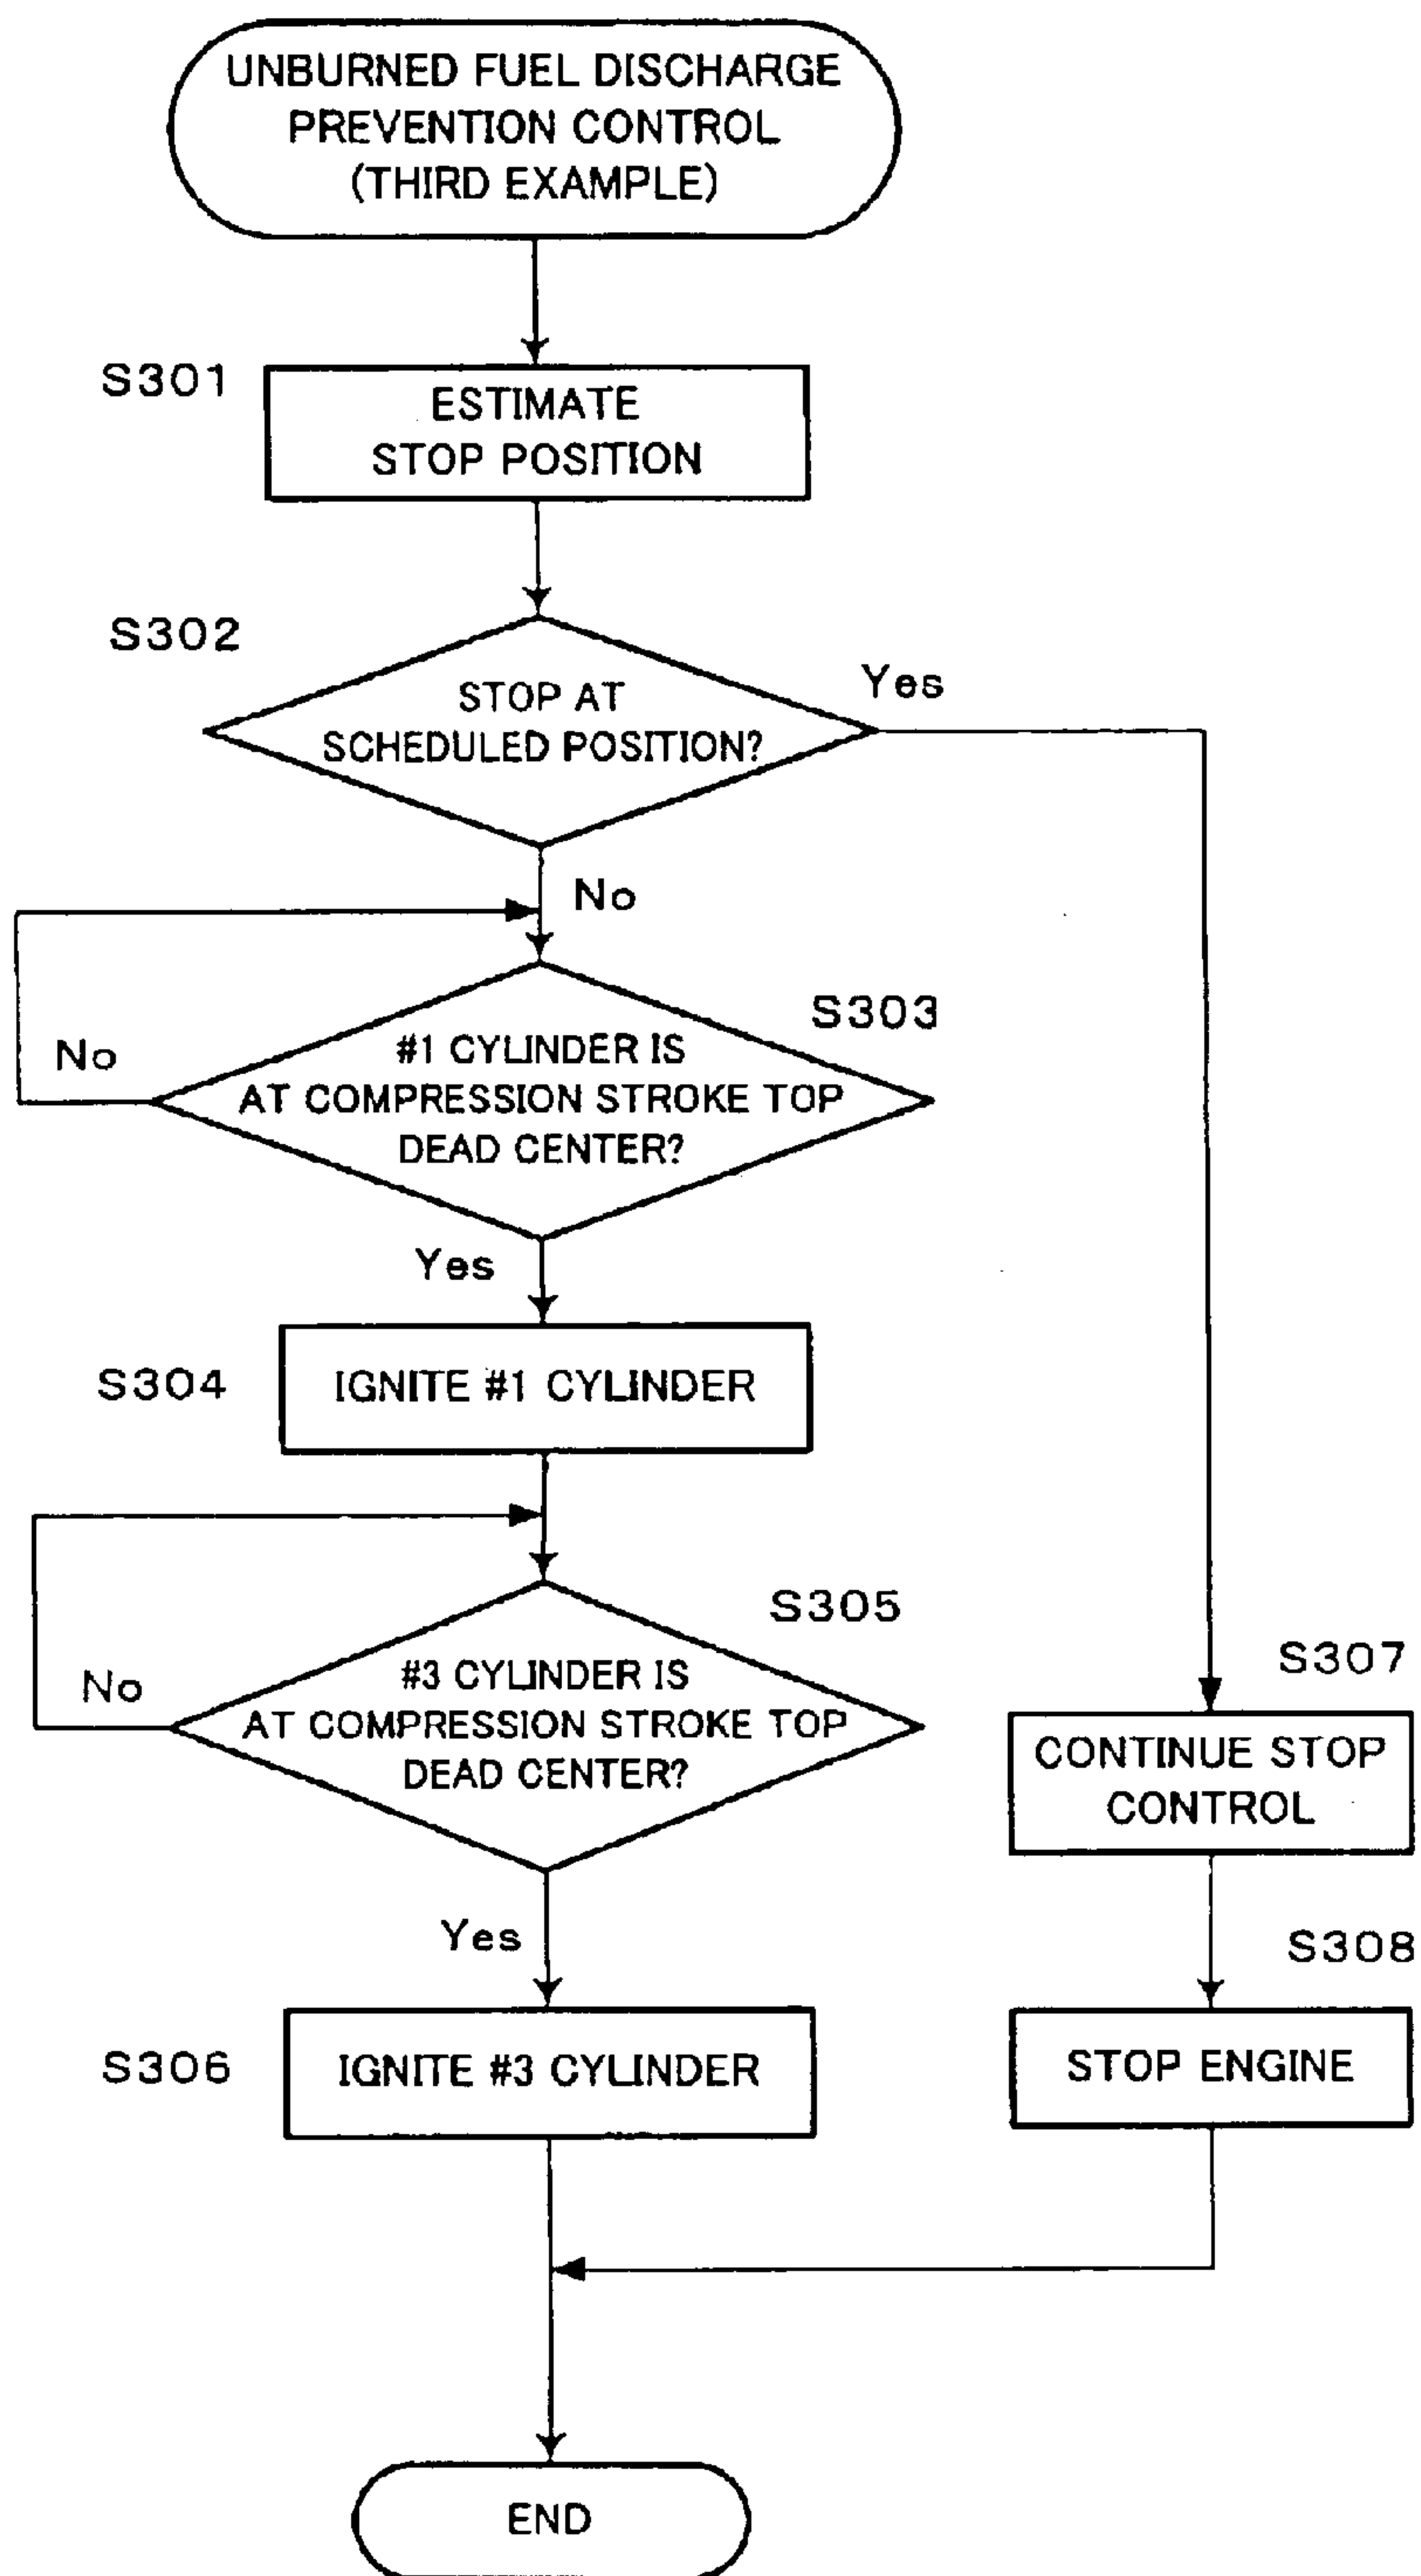 UNBURNED FUEL DISCHARGE
PREVENTION CONTROL
(THIRD EXAMPLE)
S301
ESTIMATE
STOP POSITION
S302
STOP AT
SCHEDULED POSITION?
Yes
No
S303
#1 CYLINDER IS
AT COMPRESSION STROKE TOP
DEAD CENTER?
No
Yes
S304
IGNITE #1 CYLINDER
S305
#3 CYLINDER IS
AT COMPRESSION STROKE TOP
DEAD CENTER?
No
Yes
S306
IGNITE #3 CYLINDER
S307
CONTINUE STOP
CONTROL
S308
STOP ENGINE
END